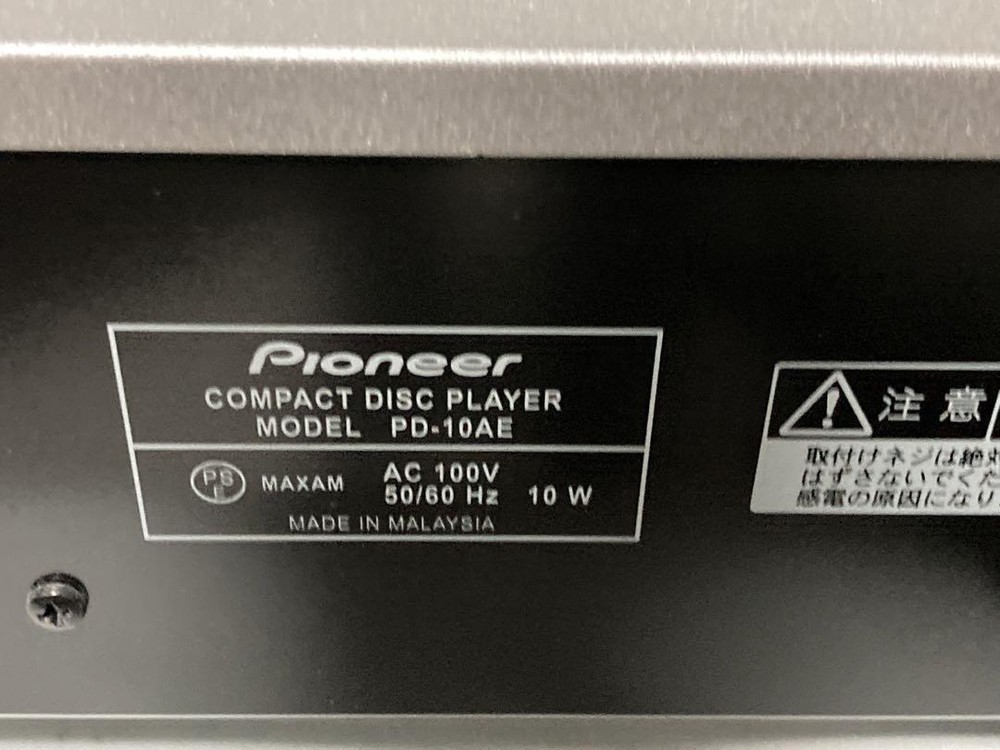 Pioneer
COMPACT DISC PLAYER
MODEL PD-10AE
PS
E
MAXAM
AC 100V
50/60 Hz 10 W
MADE IN MALAYSIA
注意
取付けネジは絶対
はずさないでくだ
感電の原因になり